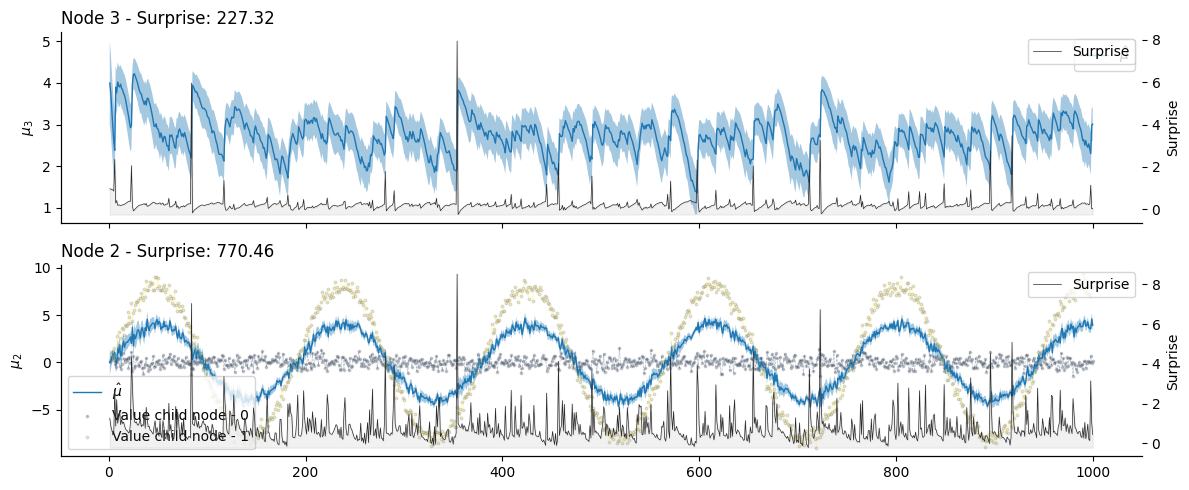 Node 3 - Surprise: 227.32
5
4
3
2
1
μ3
Surprise
8
6
4
2
0
Surprise
Node 2 - Surprise: 770.46
10
5
0
−5
μ2
Surprise
μ̂
Value child node - 0
Value child node - 1
8
6
4
2
0
Surprise
0
200
400
600
800
1000